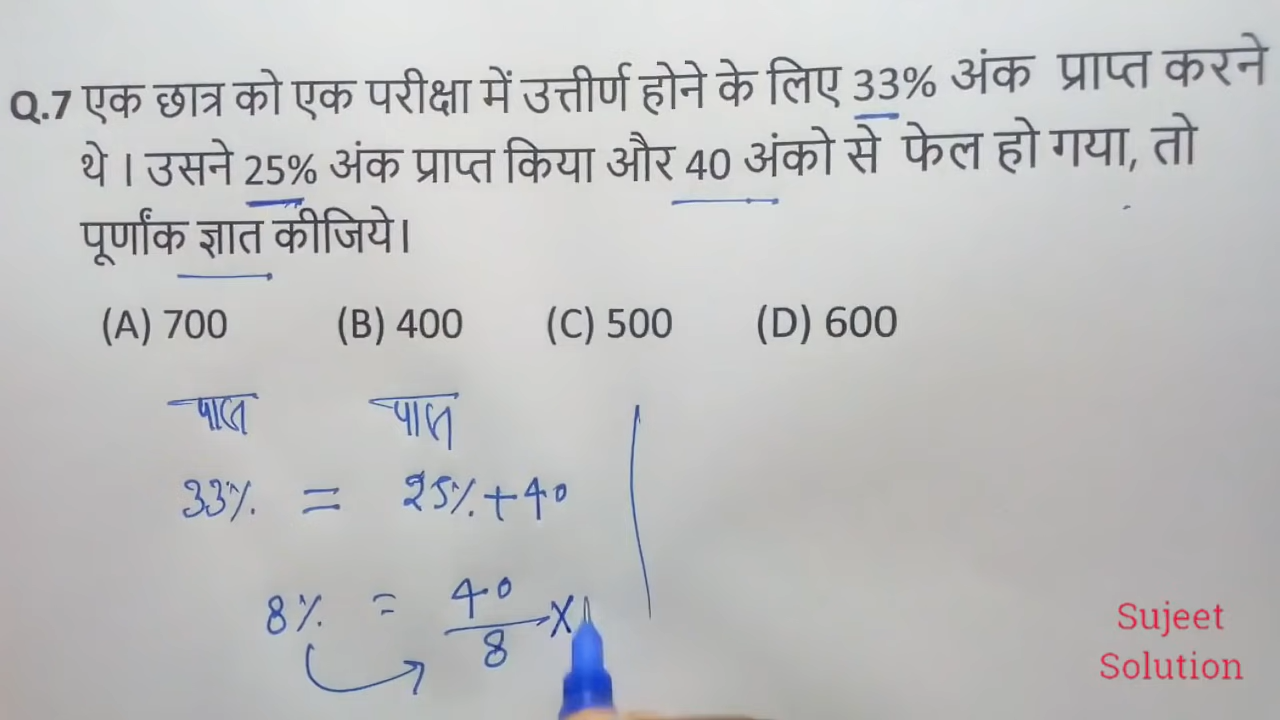 Q.7 एक छात्र को एक परीक्षा में उत्तीर्ण होने के लिए 33% अंक प्राप्त करने
थे । उसने 25% अंक प्राप्त किया और 40 अंको से फेल हो गया, तो
पूर्णांक ज्ञात कीजिये।
(A) 700 (B) 400 (C) 500 (D) 600
पास पास
33% = 25% + 40
8% = 40/8 ×
Sujeet
Solution